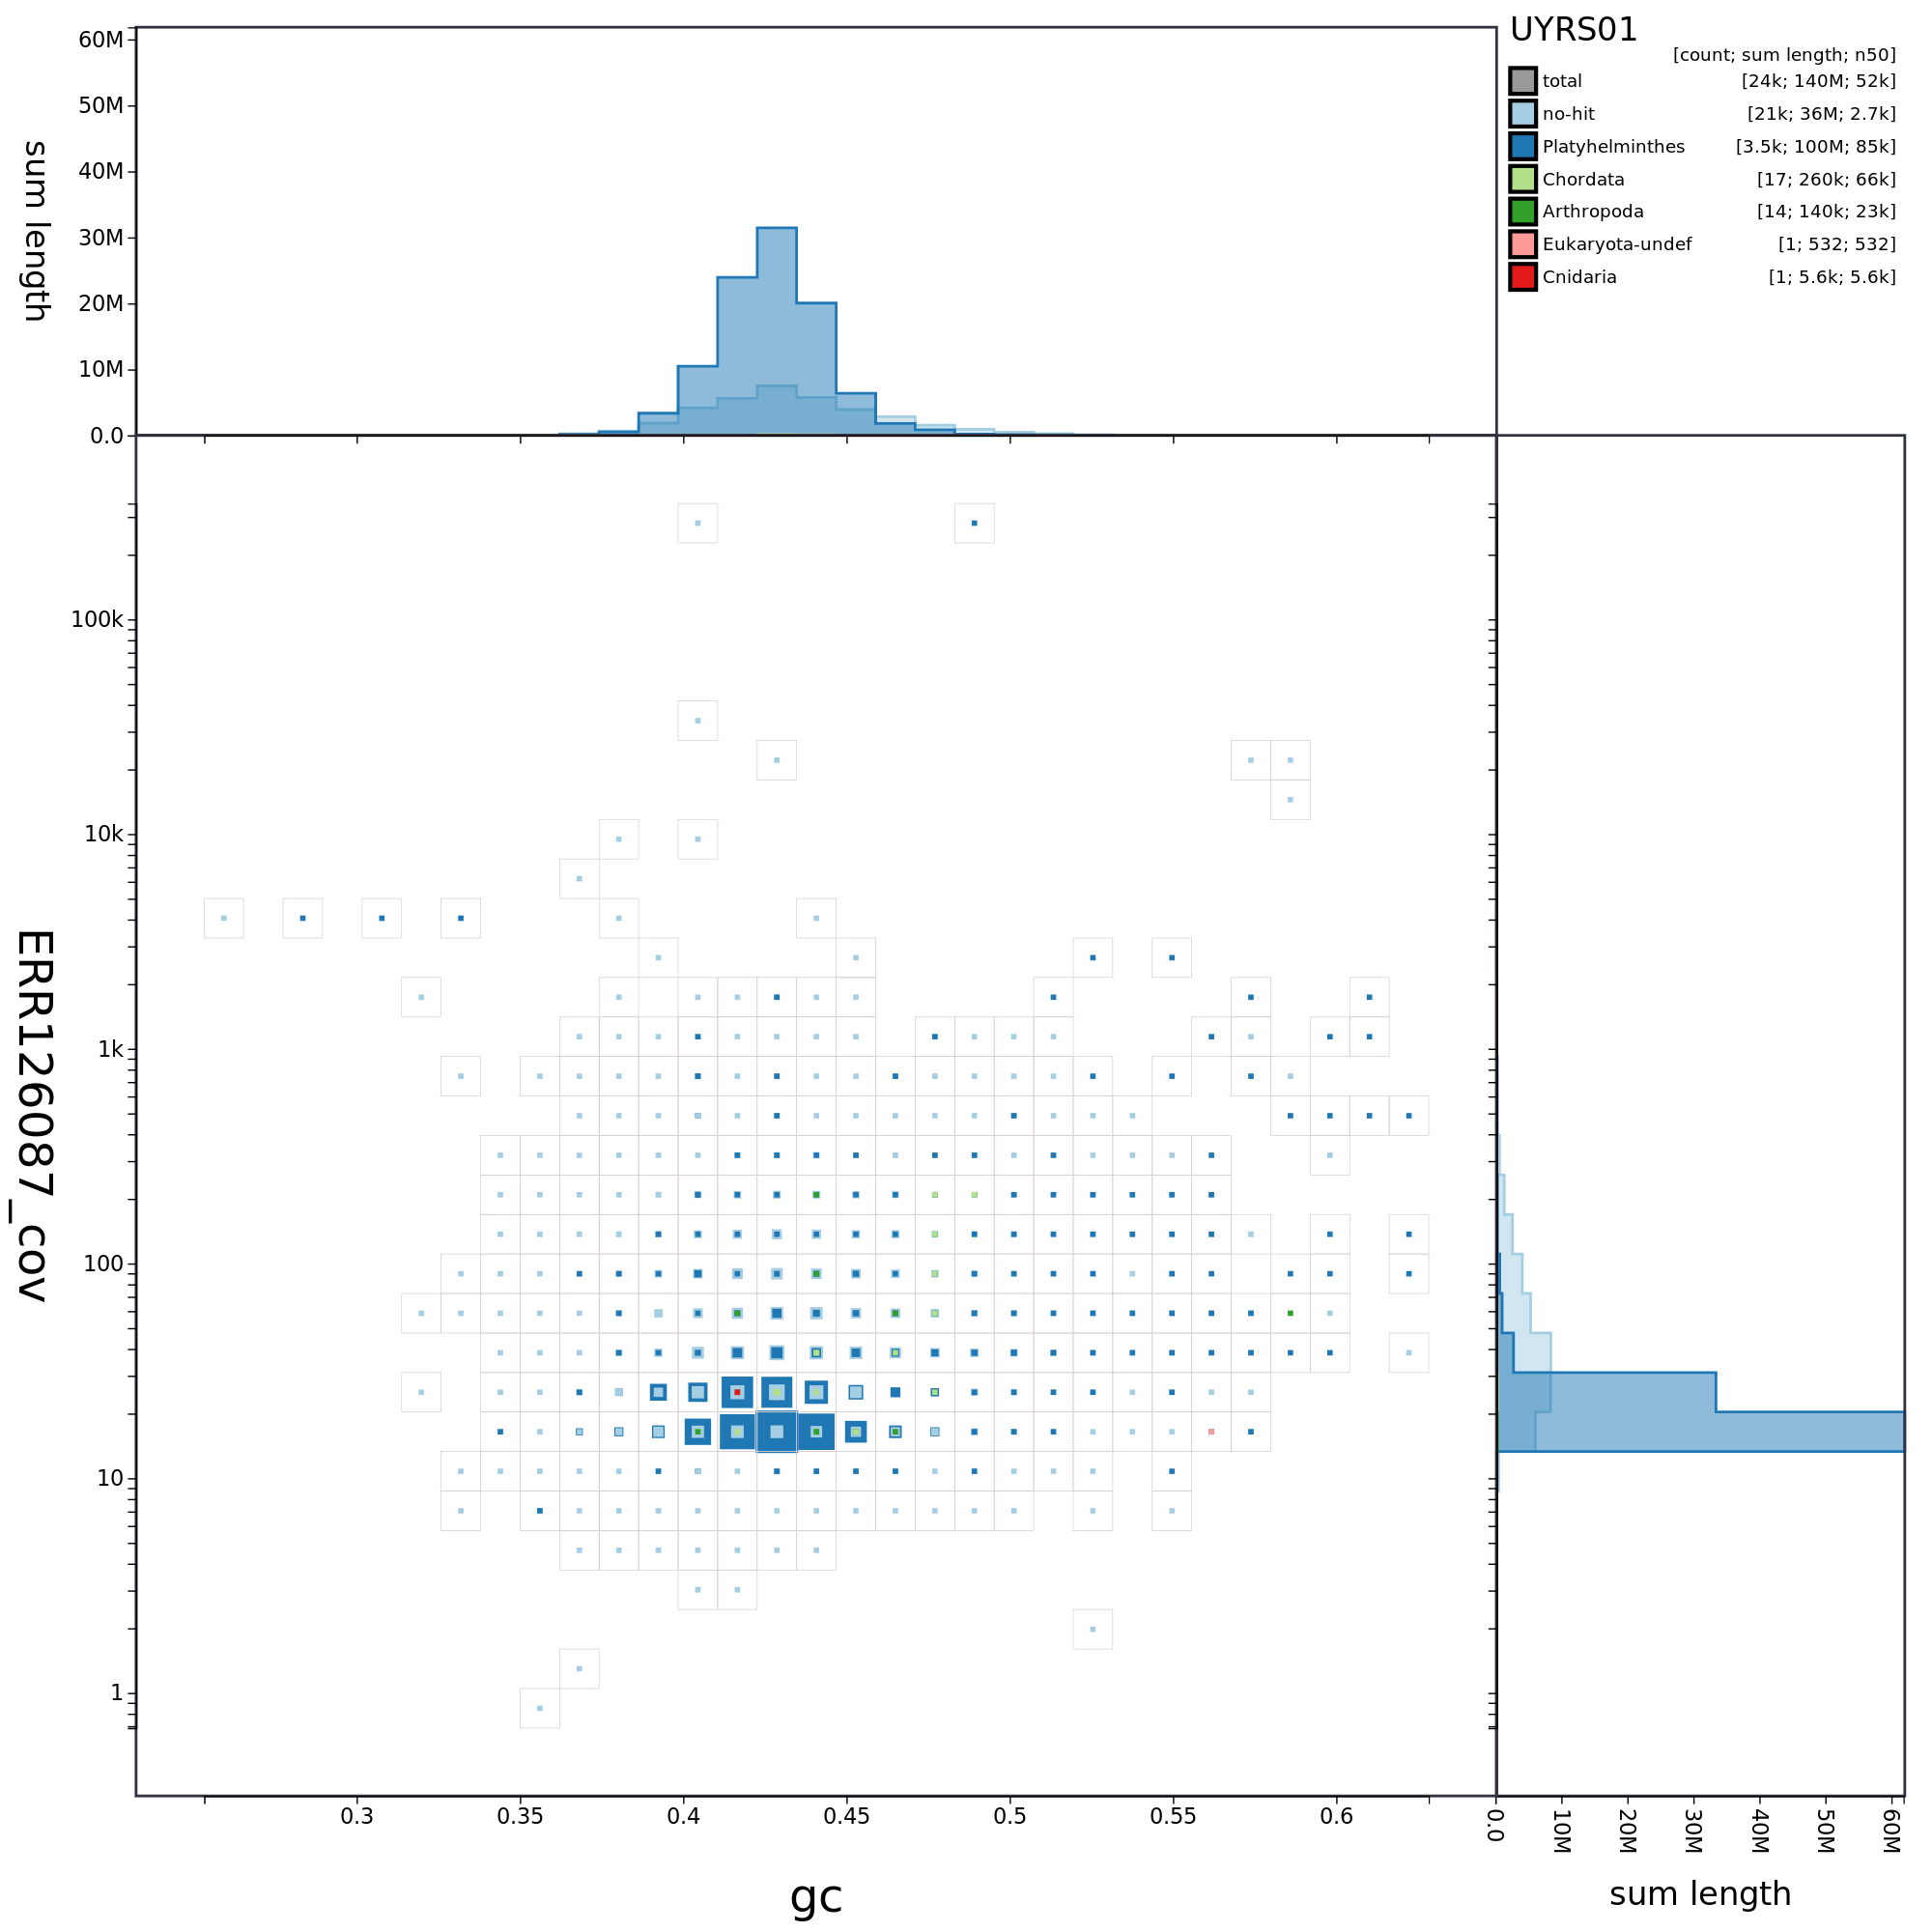 UYRS01
[count; sum length; n50]
total [24k; 140M; 52k]
no-hit [21k; 36M; 2.7k]
Platyhelminthes [3.5k; 100M; 85k]
Chordata [17; 260k; 66k]
Arthropoda [14; 140k; 23k]
Eukaryota-undef [1; 532; 532]
Cnidaria [1; 5.6k; 5.6k]
sum length
60M
50M
40M
30M
20M
10M
0.0
ERR126087_cov
100k
10k
1k
100
10
1
0.3 0.35 0.4 0.45 0.5 0.55 0.6
gc
0.0 10M 20M 30M 40M 50M 60M
sum length